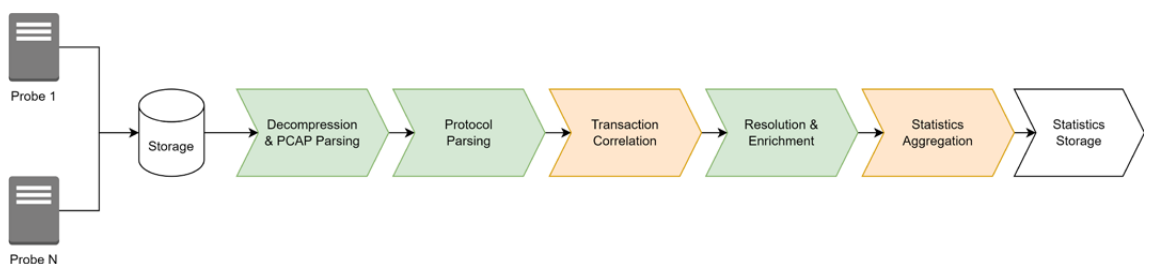 Probe 1
Storage
Decompression
& PCAP Parsing
Protocol
Parsing
Transaction
Correlation
Resolution &
Enrichment
Statistics
Aggregation
Statistics
Storage
Probe N